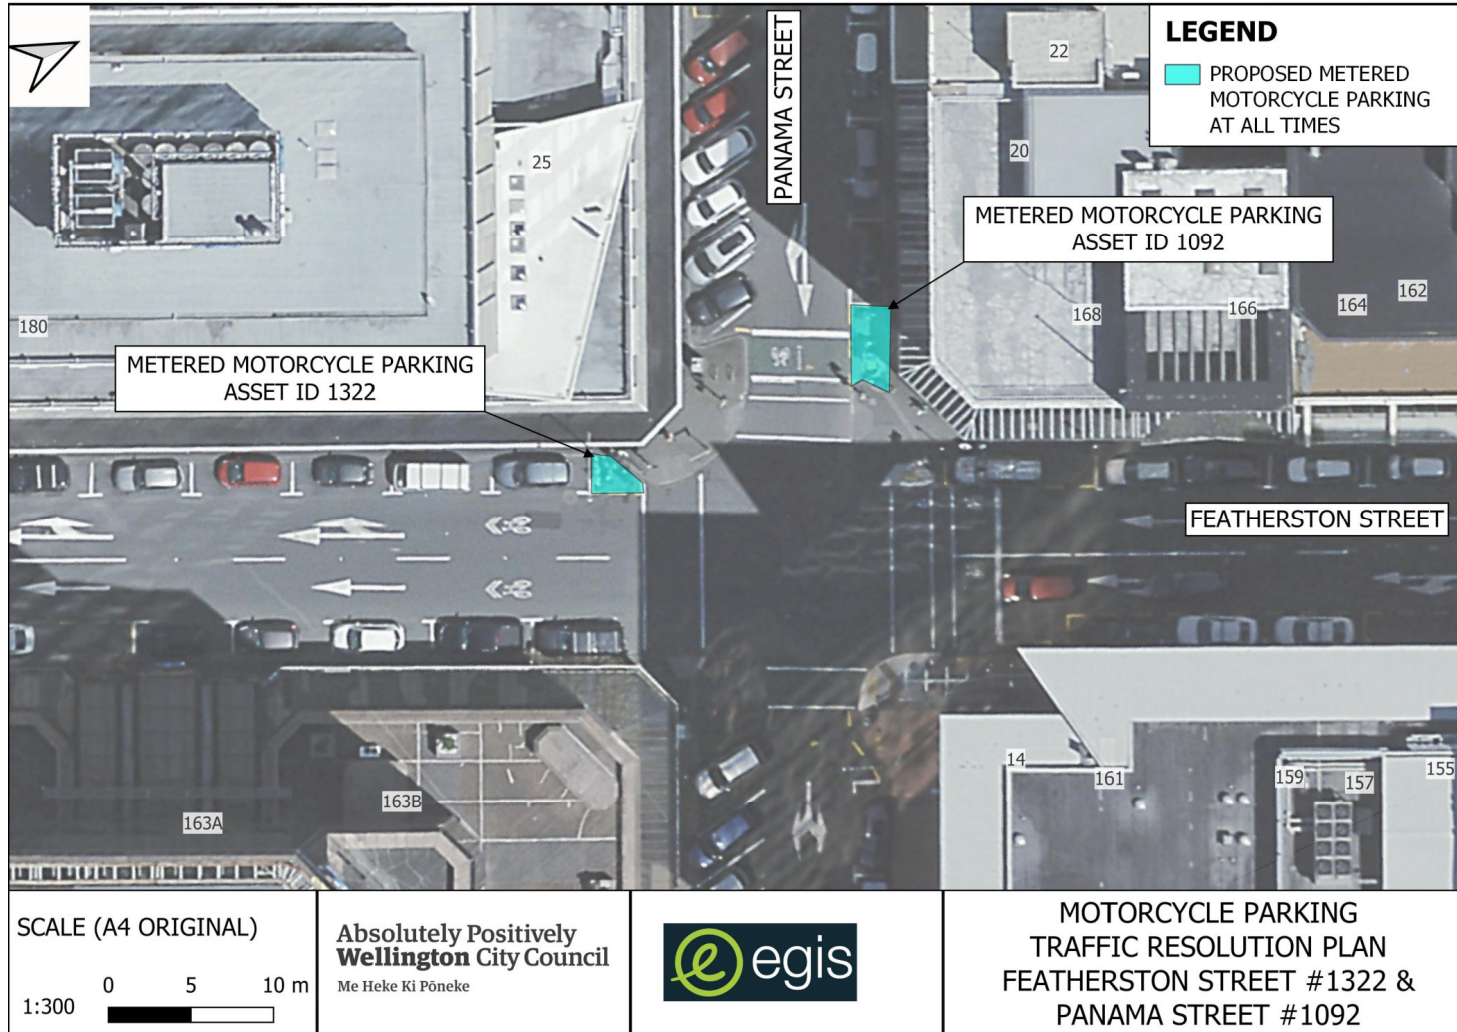 LEGEND
PROPOSED METERED
MOTORCYCLE PARKING
AT ALL TIMES
PANAMA STREET
22
25
20
METERED MOTORCYCLE PARKING
ASSET ID 1092
180
168
166
164
162
METERED MOTORCYCLE PARKING
ASSET ID 1322
FEATHERSTON STREET
14
161
159
157
155
163B
163A
SCALE (A4 ORIGINAL)
1:300
0 5 10 m
Absolutely Positively
Wellington City Council
Me Heke Ki Pōneke
egis
MOTORCYCLE PARKING
TRAFFIC RESOLUTION PLAN
FEATHERSTON STREET #1322 &
PANAMA STREET #1092